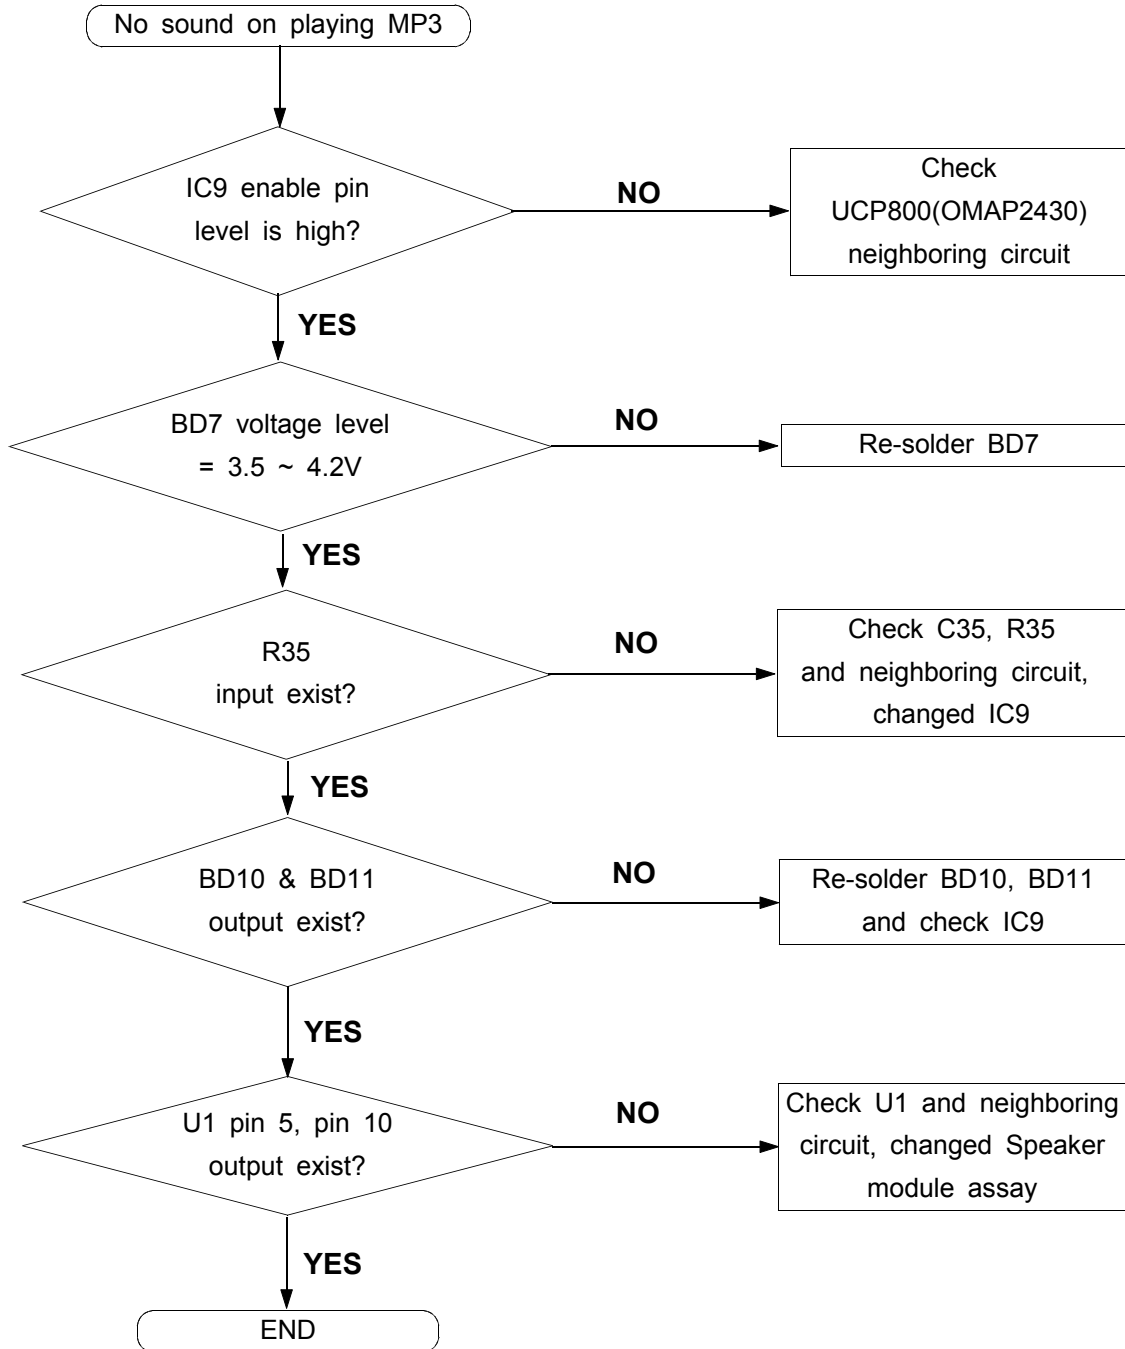 No sound on playing MP3
IC9 enable pin
level is high?
NO
Check
UCP800(OMAP2430)
neighboring circuit
YES
BD7 voltage level
= 3.5 ~ 4.2V
NO
Re-solder BD7
YES
R35
input exist?
NO
Check C35, R35
and neighboring circuit,
changed IC9
YES
BD10 & BD11
output exist?
NO
Re-solder BD10, BD11
and check IC9
YES
U1 pin 5, pin 10
output exist?
NO
Check U1 and neighboring
circuit, changed Speaker
module assay
YES
END